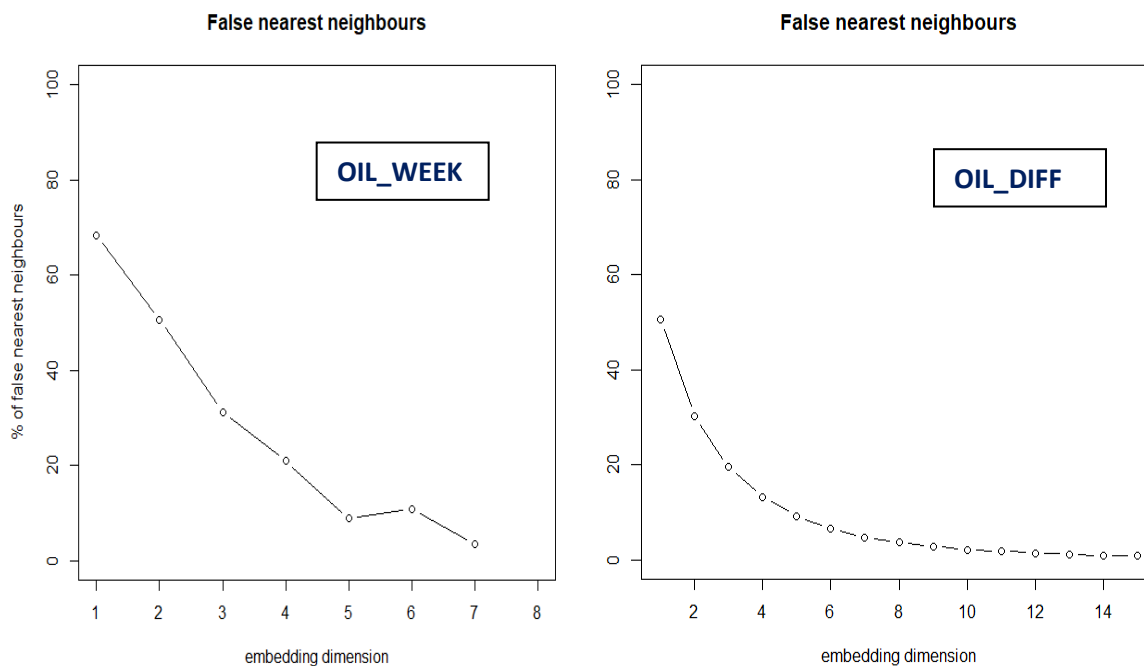 False nearest neighbours
% of false nearest neighbours
100
80
60
40
20
0
OIL_WEEK
1 2 3 4 5 6 7 8
embedding dimension
False nearest neighbours
100
80
60
40
20
0
OIL_DIFF
2 4 6 8 10 12 14
embedding dimension